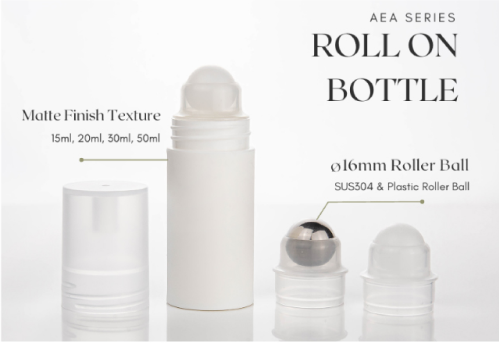 AEA SERIES
ROLL ON
BOTTLE
Matte Finish Texture
15ml, 20ml, 30ml, 50ml
ø16mm Roller Ball
SUS304 & Plastic Roller Ball